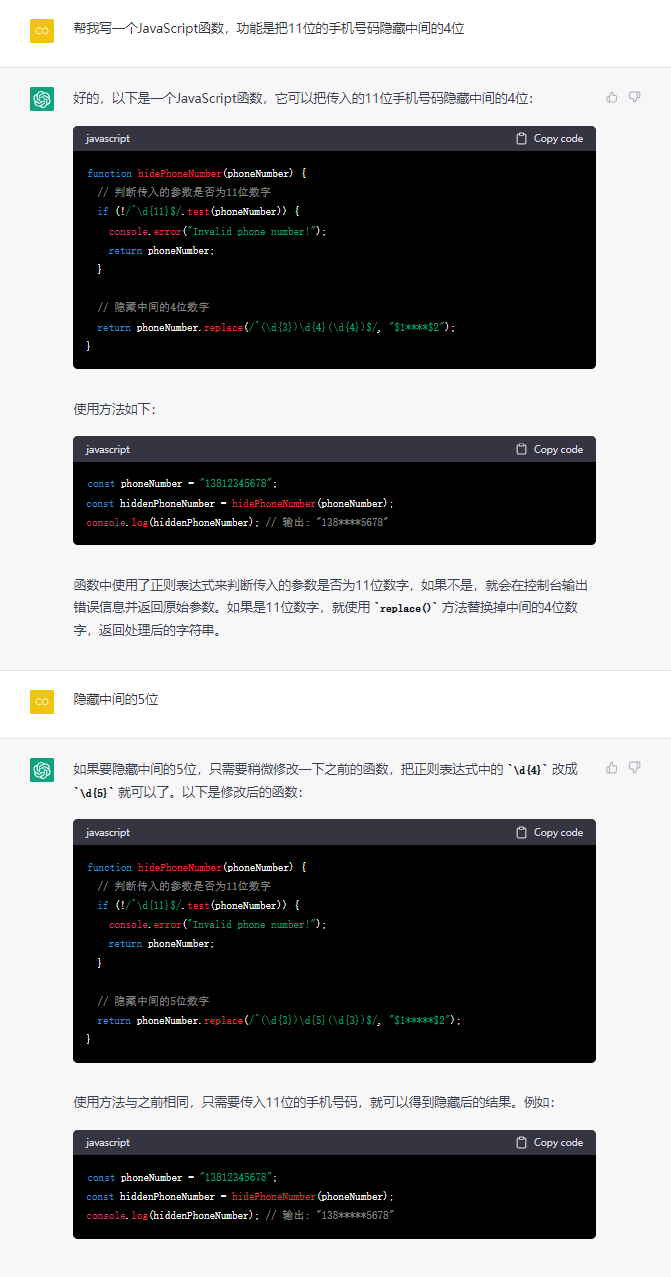 CO
帮我写一个JavaScript函数，功能是把11位的手机号码隐藏中间的4位
好的，以下是一个JavaScript函数，它可以把传入的11位手机号码隐藏中间的4位：
javascript
Copy code
function hidePhoneNumber(phoneNumber) {
  // 判断传入的参数是否为11位数字
  if (!/^\d{11}$/.test(phoneNumber)) {
    console.error("Invalid phone number!");
    return phoneNumber;
  }
  // 隐藏中间的4位数字
  return phoneNumber.replace(/^(\d{3})\d{4}(\d{4})$/, "$1****$2");
}
使用方法如下：
javascript
Copy code
const phoneNumber = "13812345678";
const hiddenPhoneNumber = hidePhoneNumber(phoneNumber);
console.log(hiddenPhoneNumber); // 输出: "138****5678"
函数中使用了正则表达式来判断传入的参数是否为11位数字，如果不是，就会在控制台输出
错误信息并返回原始参数。如果是11位数字，就使用 `replace()` 方法替换掉中间的4位数
字，返回处理后的字符串。
CO
隐藏中间的5位
如果要隐藏中间的5位，只需要稍微修改一下之前的函数，把正则表达式中的 `\d{4}` 改成
`\d{5}` 就可以了。以下是修改后的函数：
javascript
Copy code
function hidePhoneNumber(phoneNumber) {
  // 判断传入的参数是否为11位数字
  if (!/^\d{11}$/.test(phoneNumber)) {
    console.error("Invalid phone number!");
    return phoneNumber;
  }
  // 隐藏中间的5位数字
  return phoneNumber.replace(/^(\d{3})\d{5}(\d{3})$/, "$1*****$2");
}
使用方法与之前相同，只需要传入11位的手机号码，就可以得到隐藏后的结果。例如：
javascript
Copy code
const phoneNumber = "13812345678";
const hiddenPhoneNumber = hidePhoneNumber(phoneNumber);
console.log(hiddenPhoneNumber); // 输出: "138*****5678"